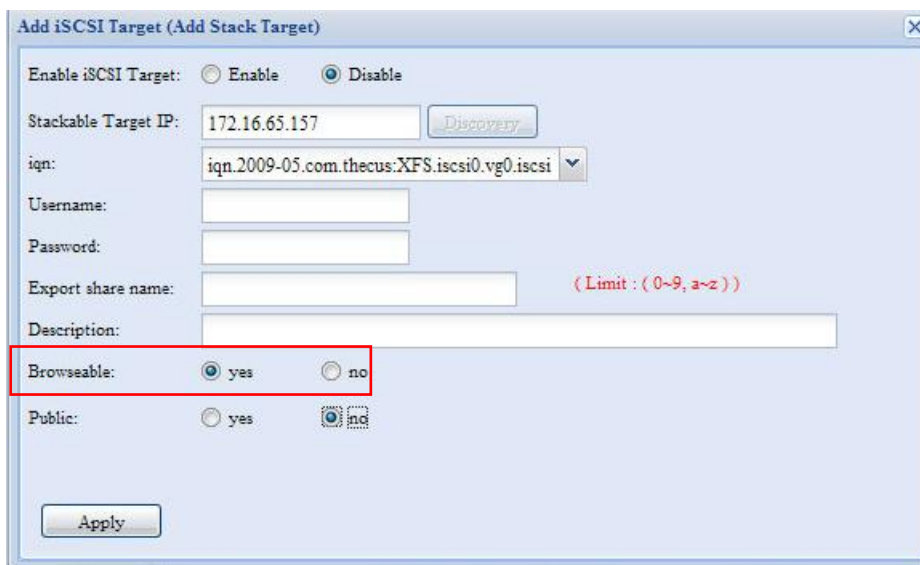 Add iSCSI Target (Add Stack Target)
Enable iSCSI Target: Enable Disable
Stackable Target IP: 172.16.65.157 Discovery
iqn: iqn.2009-05.com.thecus:XFS.iscsi0.vg0.iscsi
Username:
Password:
Export share name: ( Limit : ( 0~9, a~z ) )
Description:
Browseable: yes no
Public: yes no
Apply